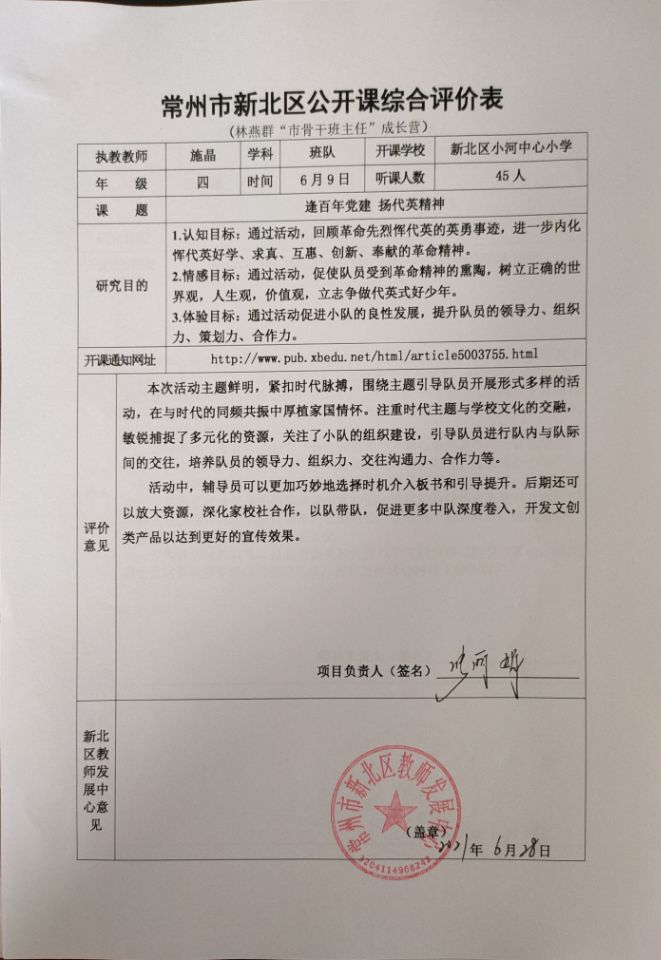 常州市新北区公开课综合评价表
（林燕群“市骨干班主任”成长营）
执教教师 施晶 学科 班队 开课学校 新北区小河中心小学
年 级 四 时间 6月9日 听课人数 45人
课 题 逢百年党建 扬代英精神
研究目的
1.认知目标：通过活动，回顾革命先烈恽代英的英勇事迹，进一步内化
恽代英好学、求真、互惠、创新、奉献的革命精神。
2.情感目标：通过活动，促使队员受到革命精神的熏陶，树立正确的世
界观，人生观，价值观，立志争做代英式好少年。
3.体验目标：通过活动促进小队的良性发展，提升队员的领导力、组织
力、策划力、合作力。
开课通知网址 http://www.pub.xbedu.net/html/article5003755.html
评价
意见
本次活动主题鲜明，紧扣时代脉搏，围绕主题引导队员开展形式多样的活
动，在与时代的同频共振中厚植家国情怀。注重时代主题与学校文化的交融，
敏锐捕捉了多元化的资源，关注了小队的组织建设，引导队员进行队内与队际
间的交往，培养队员的领导力、组织力、交往沟通力、合作力等。
活动中，辅导员可以更加巧妙地选择时机介入板书和引导提升。后期还可
以放大资源，深化家校社合作，以队带队，促进更多中队深度卷入，开发文创
类产品以达到更好的宣传效果。
项目负责人（签名）
新北
区教
师发
展中
心意
见
常州市新北区教师发展中心
3204114968242
（盖章）
2021年 6月28日